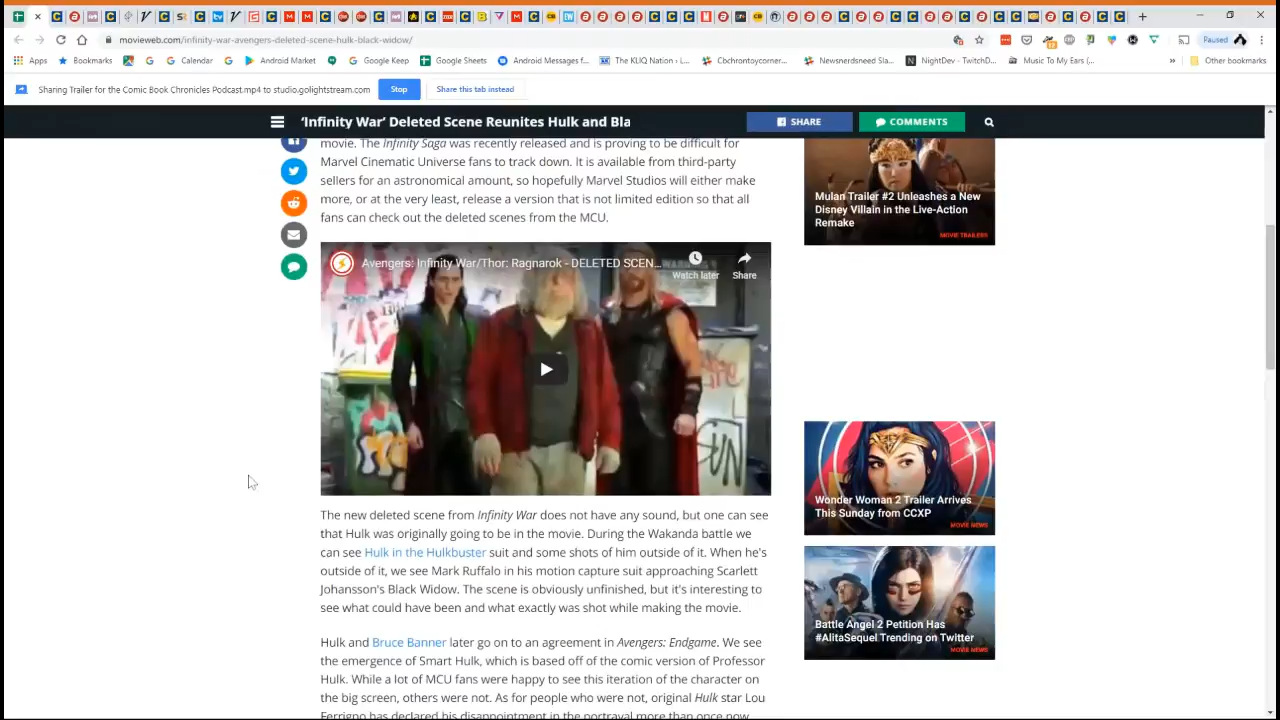 movieweb.com/infinity-war-avengers-deleted-scene-hulk-black-widow/
Paused
Apps
Bookmarks
Calendar
Android Market
Google Keep
Google Sheets
Android Messages f...
The KLIQ Nation › L...
Cbchrontoycorner...
Newsnerdsneed Sla...
NightDev - TwitchD...
Music To My Ears (...
»
Other bookmarks
Sharing Trailer for the Comic Book Chronicles Podcast.mp4 to studio.golightstream.com
Stop
Share this tab instead
'Infinity War' Deleted Scene Reunites Hulk and Bla
SHARE
COMMENTS
movie. The Infinity Saga was recently released and is proving to be difficult for
Marvel Cinematic Universe fans to track down. It is available from third-party
sellers for an astronomical amount, so hopefully Marvel Studios will either make
more, or at the very least, release a version that is not limited edition so that all
fans can check out the deleted scenes from the MCU.
Avengers: Infinity War/Thor: Ragnarok - DELETED SCEN...
Watch later
Share
The new deleted scene from Infinity War does not have any sound, but one can see
that Hulk was originally going to be in the movie. During the Wakanda battle we
can see Hulk in the Hulkbuster suit and some shots of him outside of it. When he's
outside of it, we see Mark Ruffalo in his motion capture suit approaching Scarlett
Johansson's Black Widow. The scene is obviously unfinished, but it's interesting to
see what could have been and what exactly was shot while making the movie.
Hulk and Bruce Banner later go on to an agreement in Avengers: Endgame. We see
the emergence of Smart Hulk, which is based off of the comic version of Professor
Hulk. While a lot of MCU fans were happy to see this iteration of the character on
the big screen, others were not. As for people who were not, original Hulk star Lou
Ferrigno has declared his disappointment in the portrayal more than once now.
Mulan Trailer #2 Unleashes a New
Disney Villain in the Live-Action
Remake
MOVIE TRAILERS
Wonder Woman 2 Trailer Arrives
This Sunday from CCXP
MOVIE NEWS
Battle Angel 2 Petition Has
#AlitaSequel Trending on Twitter
MOVIE NEWS